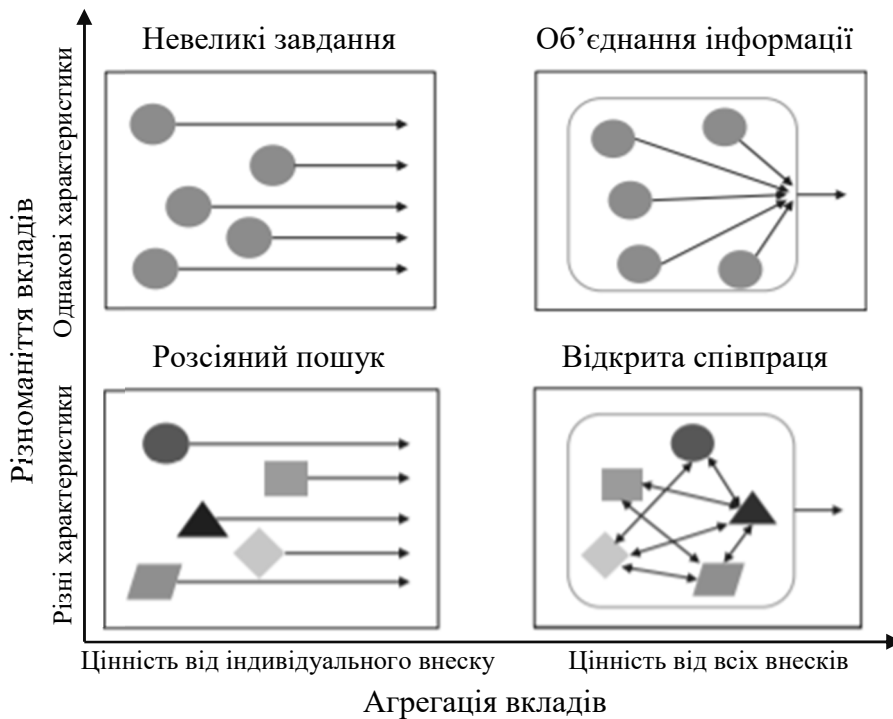 Невеликі завдання
Об’єднання інформації
Різноманіття вкладів
Однакові характеристики
Розсіяний пошук
Відкрита співпраця
Різні характеристики
Цінність від індивідуального внеску
Цінність від всіх внесків
Агрегація вкладів